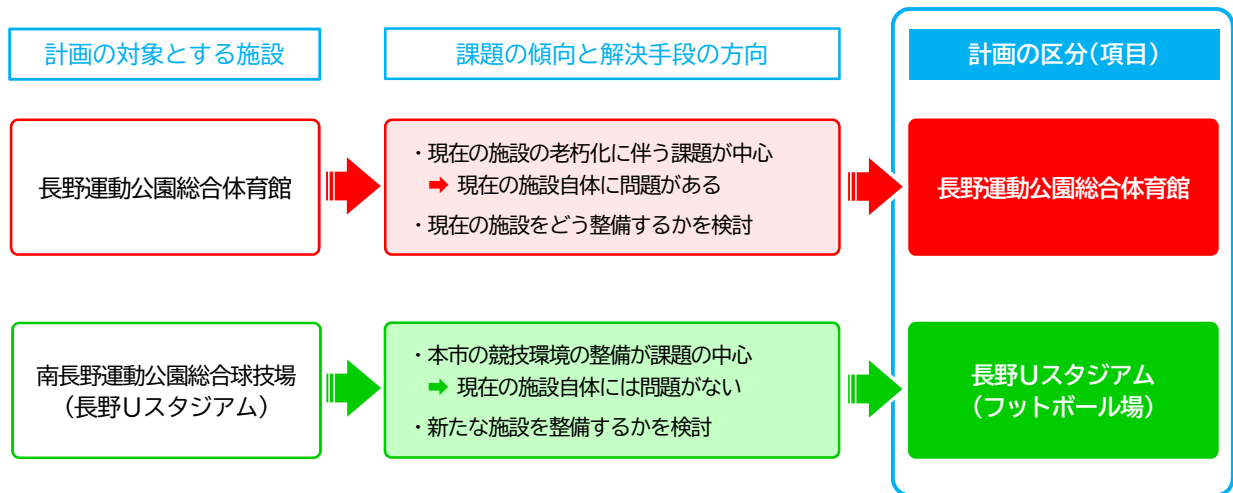 計画の対象とする施設
課題の傾向と解決手段の方向
計画の区分(項目)
長野運動公園総合体育館
・現在の施設の老朽化に伴う課題が中心
➡ 現在の施設自体に問題がある
・現在の施設をどう整備するかを検討
長野運動公園総合体育館
南長野運動公園総合球技場
(長野Uスタジアム)
・本市の競技環境の整備が課題の中心
➡ 現在の施設自体には問題がない
・新たな施設を整備するかを検討
長野Uスタジアム
(フットボール場)